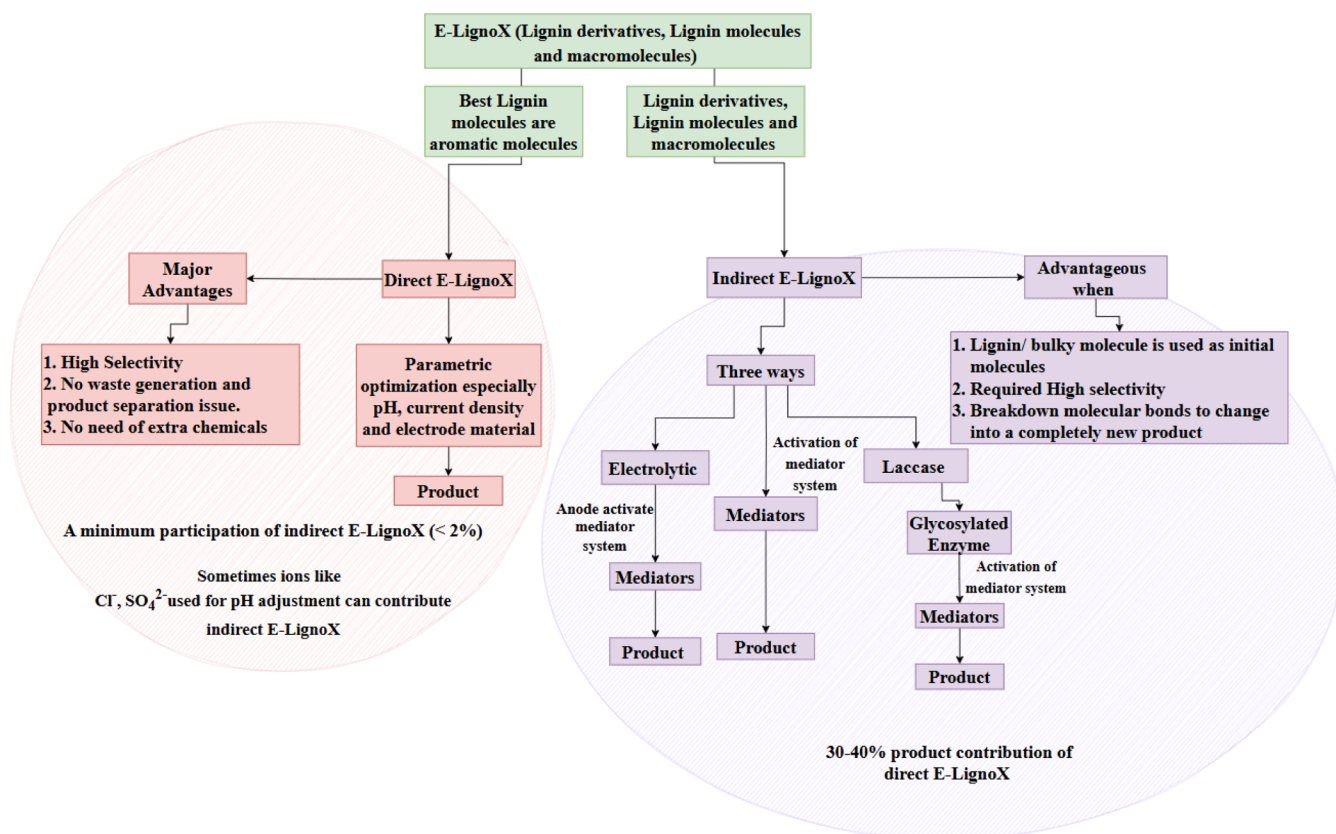 E-LignoX (Lignin derivatives, Lignin molecules
and macromolecules)
Best Lignin
molecules are
aromatic molecules
Lignin derivatives,
Lignin molecules and
macromolecules
Major
Advantages
Direct E-LignoX
1. High Selectivity
2. No waste generation and
product separation issue.
3. No need of extra chemicals
Parametric
optimization especially
pH, current density
and electrode material
Product
A minimum participation of indirect E-LignoX (< 2%)
Sometimes ions like
Cl⁻, SO₄²⁻used for pH adjustment can contribute
indirect E-LignoX
Indirect E-LignoX
Advantageous
when
1. Lignin/ bulky molecule is used as initial
molecules
2. Required High selectivity
3. Breakdown molecular bonds to change
into a completely new product
Three ways
Electrolytic
Anode activate
mediator
system
Mediators
Product
Activation of
mediator
system
Mediators
Product
Laccase
Glycosylated
Enzyme
Activation of
mediator system
Mediators
Product
30-40% product contribution of
direct E-LignoX